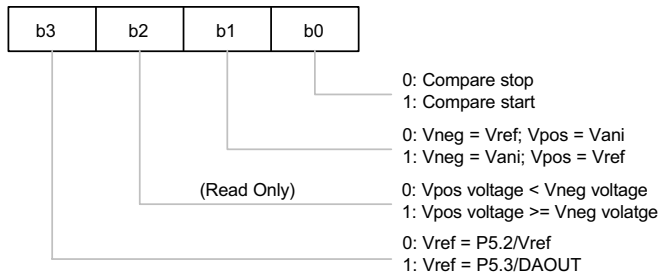 b3 b2 b1 b0
0: Compare stop
1: Compare start
0: Vneg = Vref; Vpos = Vani
1: Vneg = Vani; Vpos = Vref
(Read Only) 0: Vpos voltage < Vneg voltage
1: Vpos voltage >= Vneg volatge
0: Vref = P5.2/Vref
1: Vref = P5.3/DAOUT